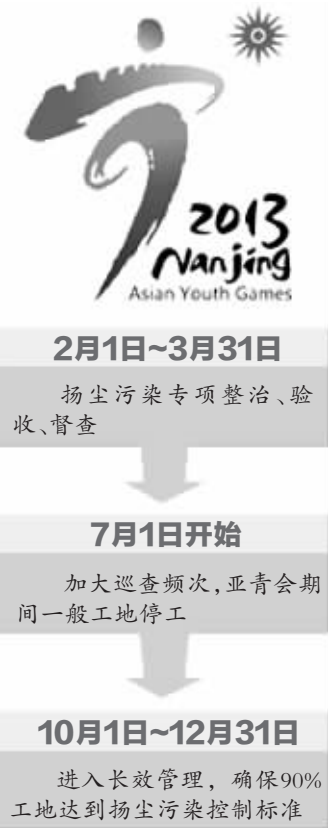 2013
Nanjing
Asian Youth Games
2月1日~3月31日
扬尘污染专项整治、验
收、督查
7月1日开始
加大巡查频次,亚青会期
间一般工地停工
10月1日~12月31日
进入长效管理，确保90%
工地达到扬尘污染控制标准